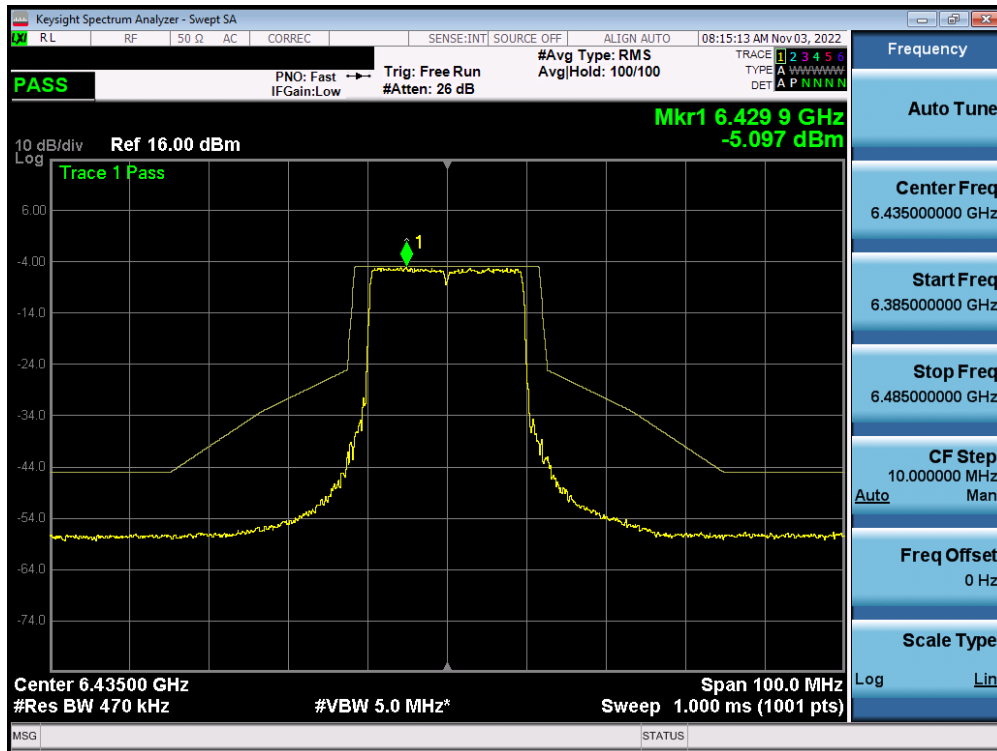 Keysight Spectrum Analyzer - Swept SA
LXI RL RF 50 Ω AC CORREC SENSE:INT SOURCE OFF ALIGN AUTO 08:15:13 AM Nov 03, 2022
PASS
PNO: Fast
IFGain:Low
Trig: Free Run
#Atten: 26 dB
#Avg Type: RMS
Avg|Hold: 100/100
TRACE 1 2 3 4 5 6
TYPE A WWWWW
DET A P N N N N
Mkr1 6.429 9 GHz
-5.097 dBm
10 dB/div Ref 16.00 dBm
Log
Trace 1 Pass
1
6.00
-4.00
-14.0
-24.0
-34.0
-44.0
-54.0
-64.0
-74.0
Center 6.43500 GHz Span 100.0 MHz
#Res BW 470 kHz #VBW 5.0 MHz* Sweep 1.000 ms (1001 pts)
MSG STATUS
Frequency
Auto Tune
Center Freq
6.435000000 GHz
Start Freq
6.385000000 GHz
Stop Freq
6.485000000 GHz
CF Step
10.000000 MHz
Auto Man
Freq Offset
0 Hz
Scale Type
Log Lin